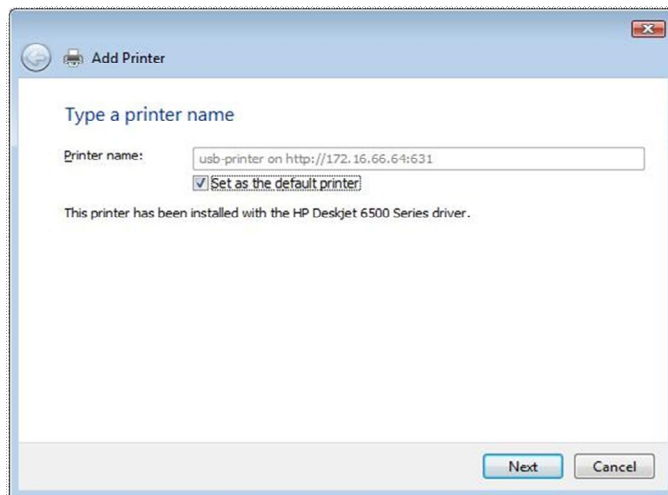 Add Printer
Type a printer name
Printer name:
usb-printer on http://172.16.66.64:631
Set as the default printer
This printer has been installed with the HP Deskjet 6500 Series driver.
Next
Cancel